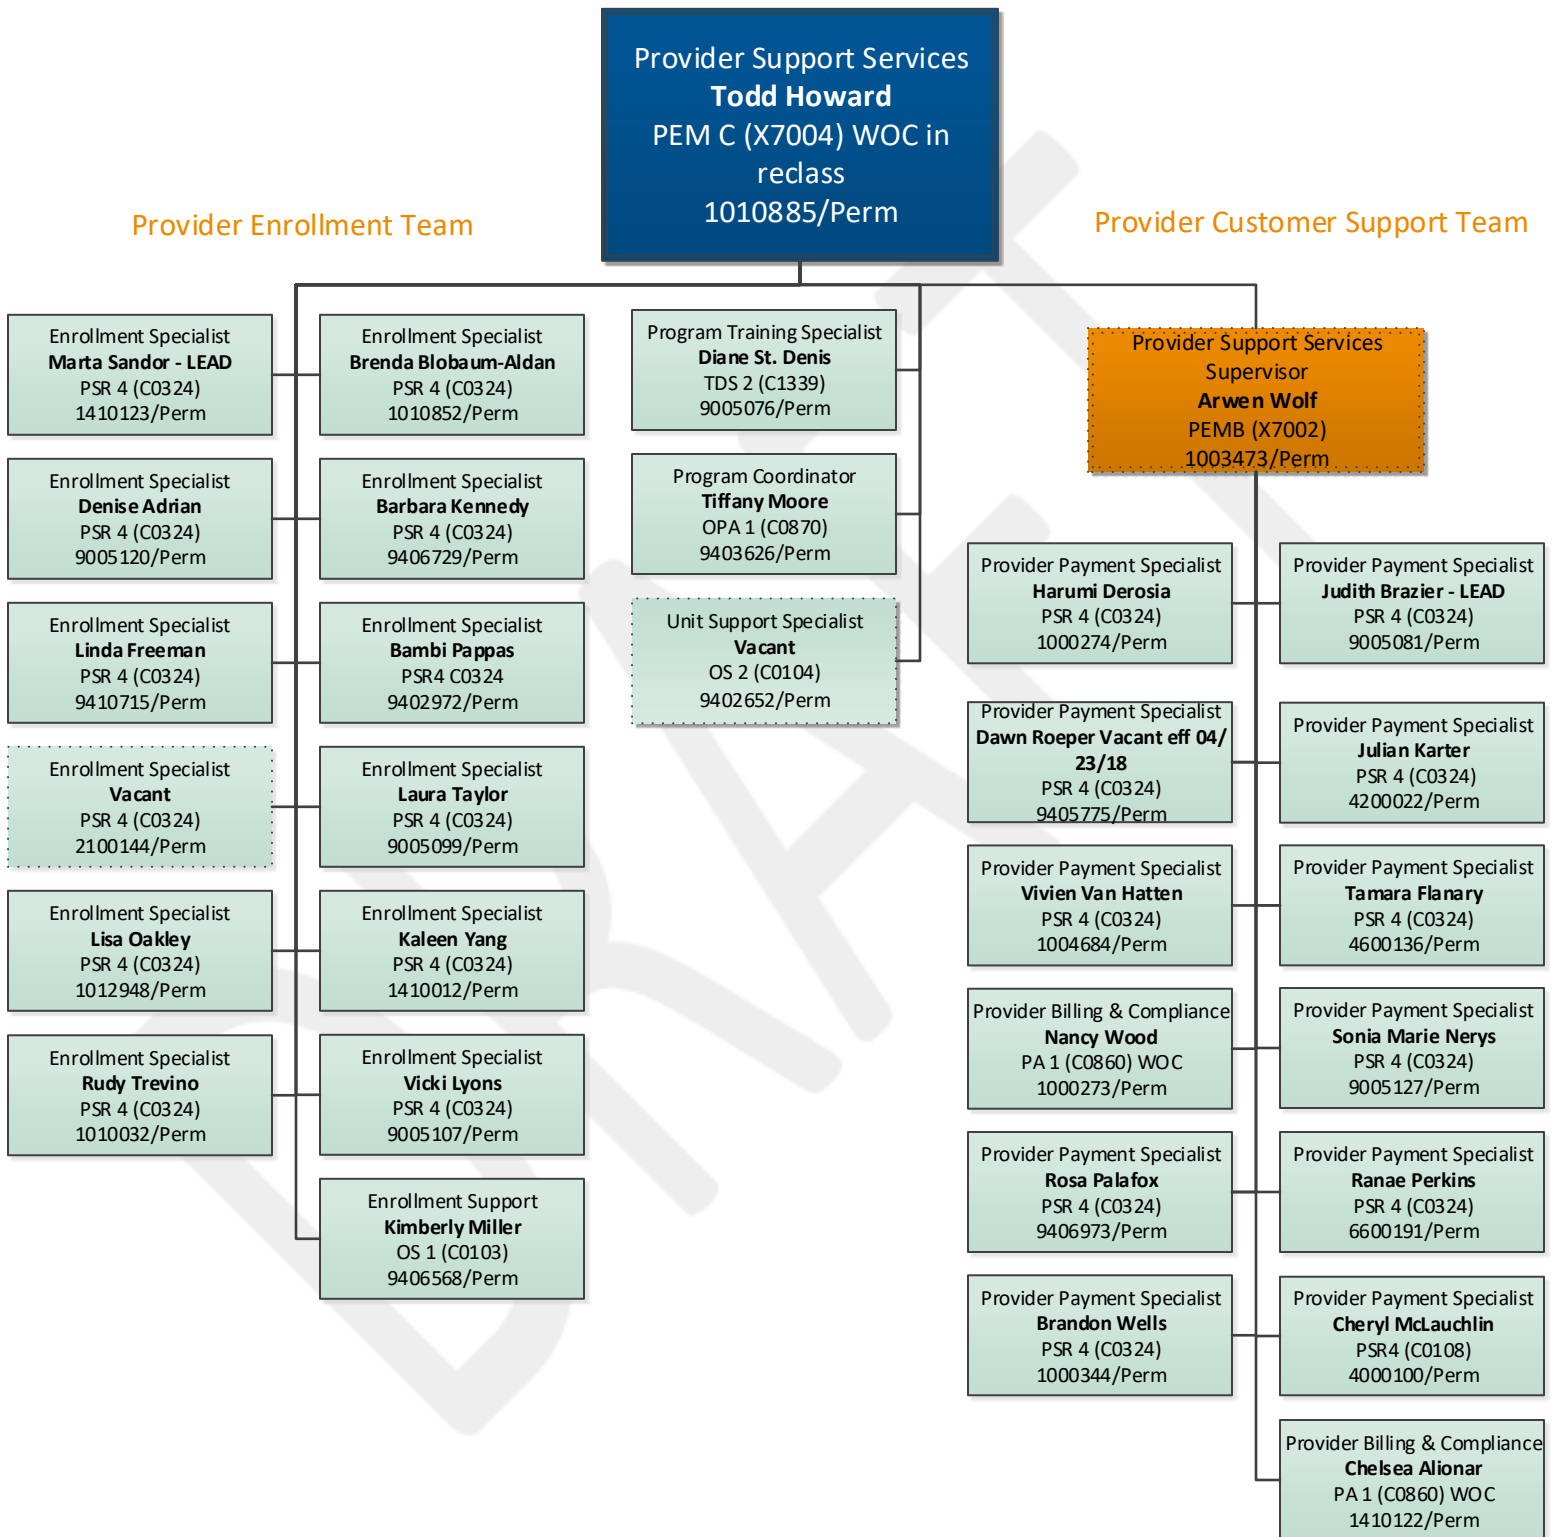 Provider Support Services
Todd Howard
PEM C (X7004) WOC in
reclass
1010885/Perm
Provider Enrollment Team
Provider Customer Support Team
Enrollment Specialist
Marta Sandor - LEAD
PSR 4 (C0324)
1410123/Perm
Enrollment Specialist
Brenda Blobaum-Aldan
PSR 4 (C0324)
1010852/Perm
Enrollment Specialist
Denise Adrian
PSR 4 (C0324)
9005120/Perm
Enrollment Specialist
Barbara Kennedy
PSR 4 (C0324)
9406729/Perm
Enrollment Specialist
Linda Freeman
PSR 4 (C0324)
9410715/Perm
Enrollment Specialist
Bambi Pappas
PSR4 C0324
9402972/Perm
Enrollment Specialist
Vacant
PSR 4 (C0324)
2100144/Perm
Enrollment Specialist
Laura Taylor
PSR 4 (C0324)
9005099/Perm
Enrollment Specialist
Lisa Oakley
PSR 4 (C0324)
1012948/Perm
Enrollment Specialist
Kaleen Yang
PSR 4 (C0324)
1410012/Perm
Enrollment Specialist
Rudy Trevino
PSR 4 (C0324)
1010032/Perm
Enrollment Specialist
Vicki Lyons
PSR 4 (C0324)
9005107/Perm
Enrollment Support
Kimberly Miller
OS 1 (C0103)
9406568/Perm
Program Training Specialist
Diane St. Denis
TDS 2 (C1339)
9005076/Perm
Program Coordinator
Tiffany Moore
OPA 1 (C0870)
9403626/Perm
Unit Support Specialist
Vacant
OS 2 (C0104)
9402652/Perm
Provider Support Services
Supervisor
Arwen Wolf
PEMB (X7002)
1003473/Perm
Provider Payment Specialist
Harumi Derosia
PSR 4 (C0324)
1000274/Perm
Provider Payment Specialist
Judith Brazier - LEAD
PSR 4 (C0324)
9005081/Perm
Provider Payment Specialist
Dawn Roeper Vacant eff 04/
23/18
PSR 4 (C0324)
9405775/Perm
Provider Payment Specialist
Julian Karter
PSR 4 (C0324)
4200022/Perm
Provider Payment Specialist
Vivien Van Hatten
PSR 4 (C0324)
1004684/Perm
Provider Payment Specialist
Tamara Flanary
PSR 4 (C0324)
4600136/Perm
Provider Billing & Compliance
Nancy Wood
PA 1 (C0860) WOC
1000273/Perm
Provider Payment Specialist
Sonia Marie Nerys
PSR 4 (C0324)
9005127/Perm
Provider Payment Specialist
Rosa Palafox
PSR 4 (C0324)
9406973/Perm
Provider Payment Specialist
Ranae Perkins
PSR 4 (C0324)
6600191/Perm
Provider Payment Specialist
Brandon Wells
PSR 4 (C0324)
1000344/Perm
Provider Payment Specialist
Cheryl McLauchlin
PSR4 (C0108)
4000100/Perm
Provider Billing & Compliance
Chelsea Alionar
PA 1 (C0860) WOC
1410122/Perm
DRAFT